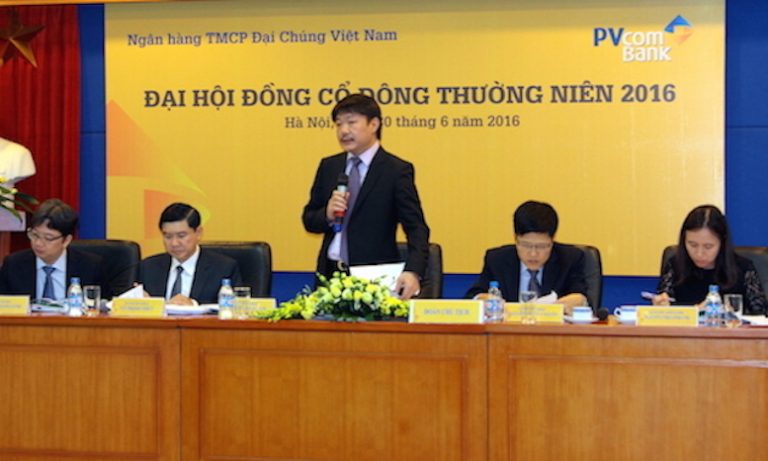 Ngân hàng TMCP Đại Chúng Việt Nam
PVcom
BANK
ĐẠI HỘI ĐỒNG CỔ ĐÔNG THƯỜNG NIÊN 2016
Hà Nội, 30 tháng 6 năm 2016
ĐOÀN CHỦ TỊCH